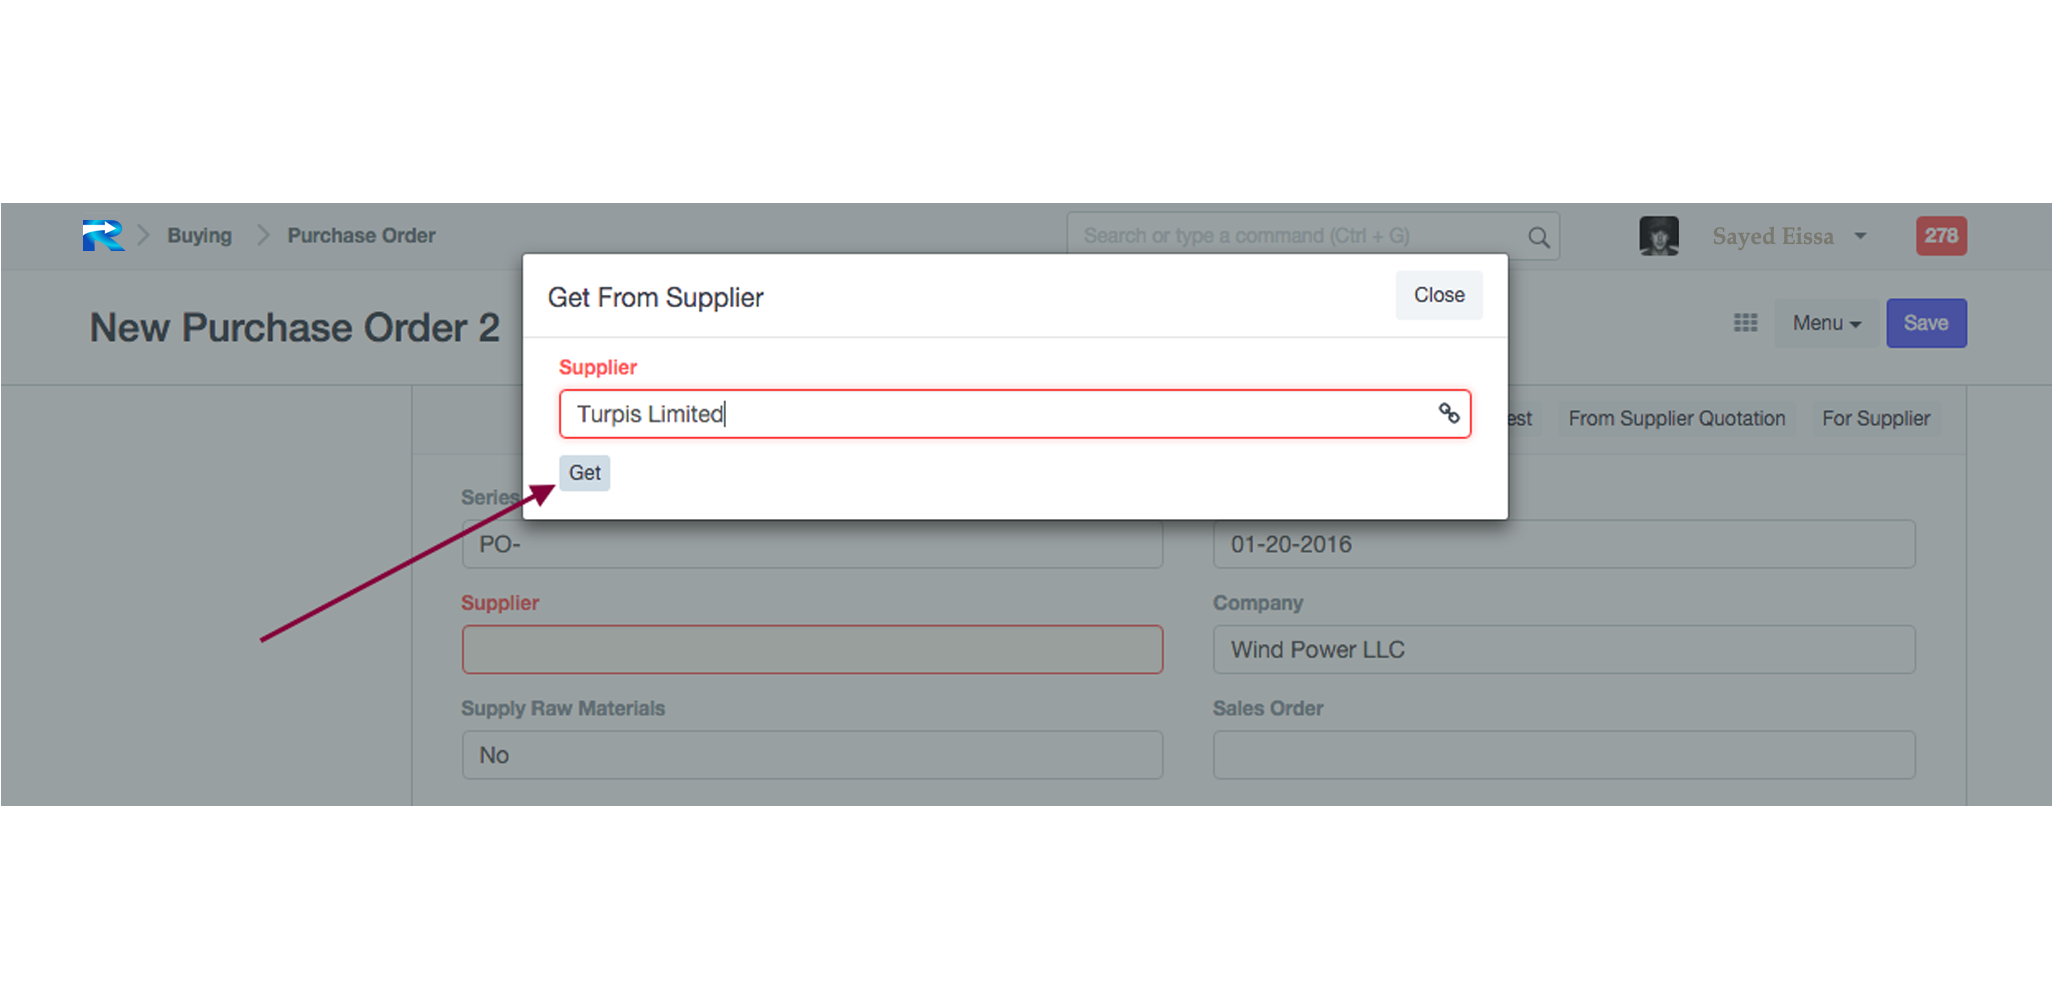 Buying
Purchase Order
Search or type a command (Ctrl + G)
Sayed Eissa
278
New Purchase Order 2
Get From Supplier
Close
Menu
Save
Supplier
Turpis Limited
est
From Supplier Quotation
For Supplier
Get
Series
PO-
01-20-2016
Supplier
Company
Wind Power LLC
Supply Raw Materials
Sales Order
No